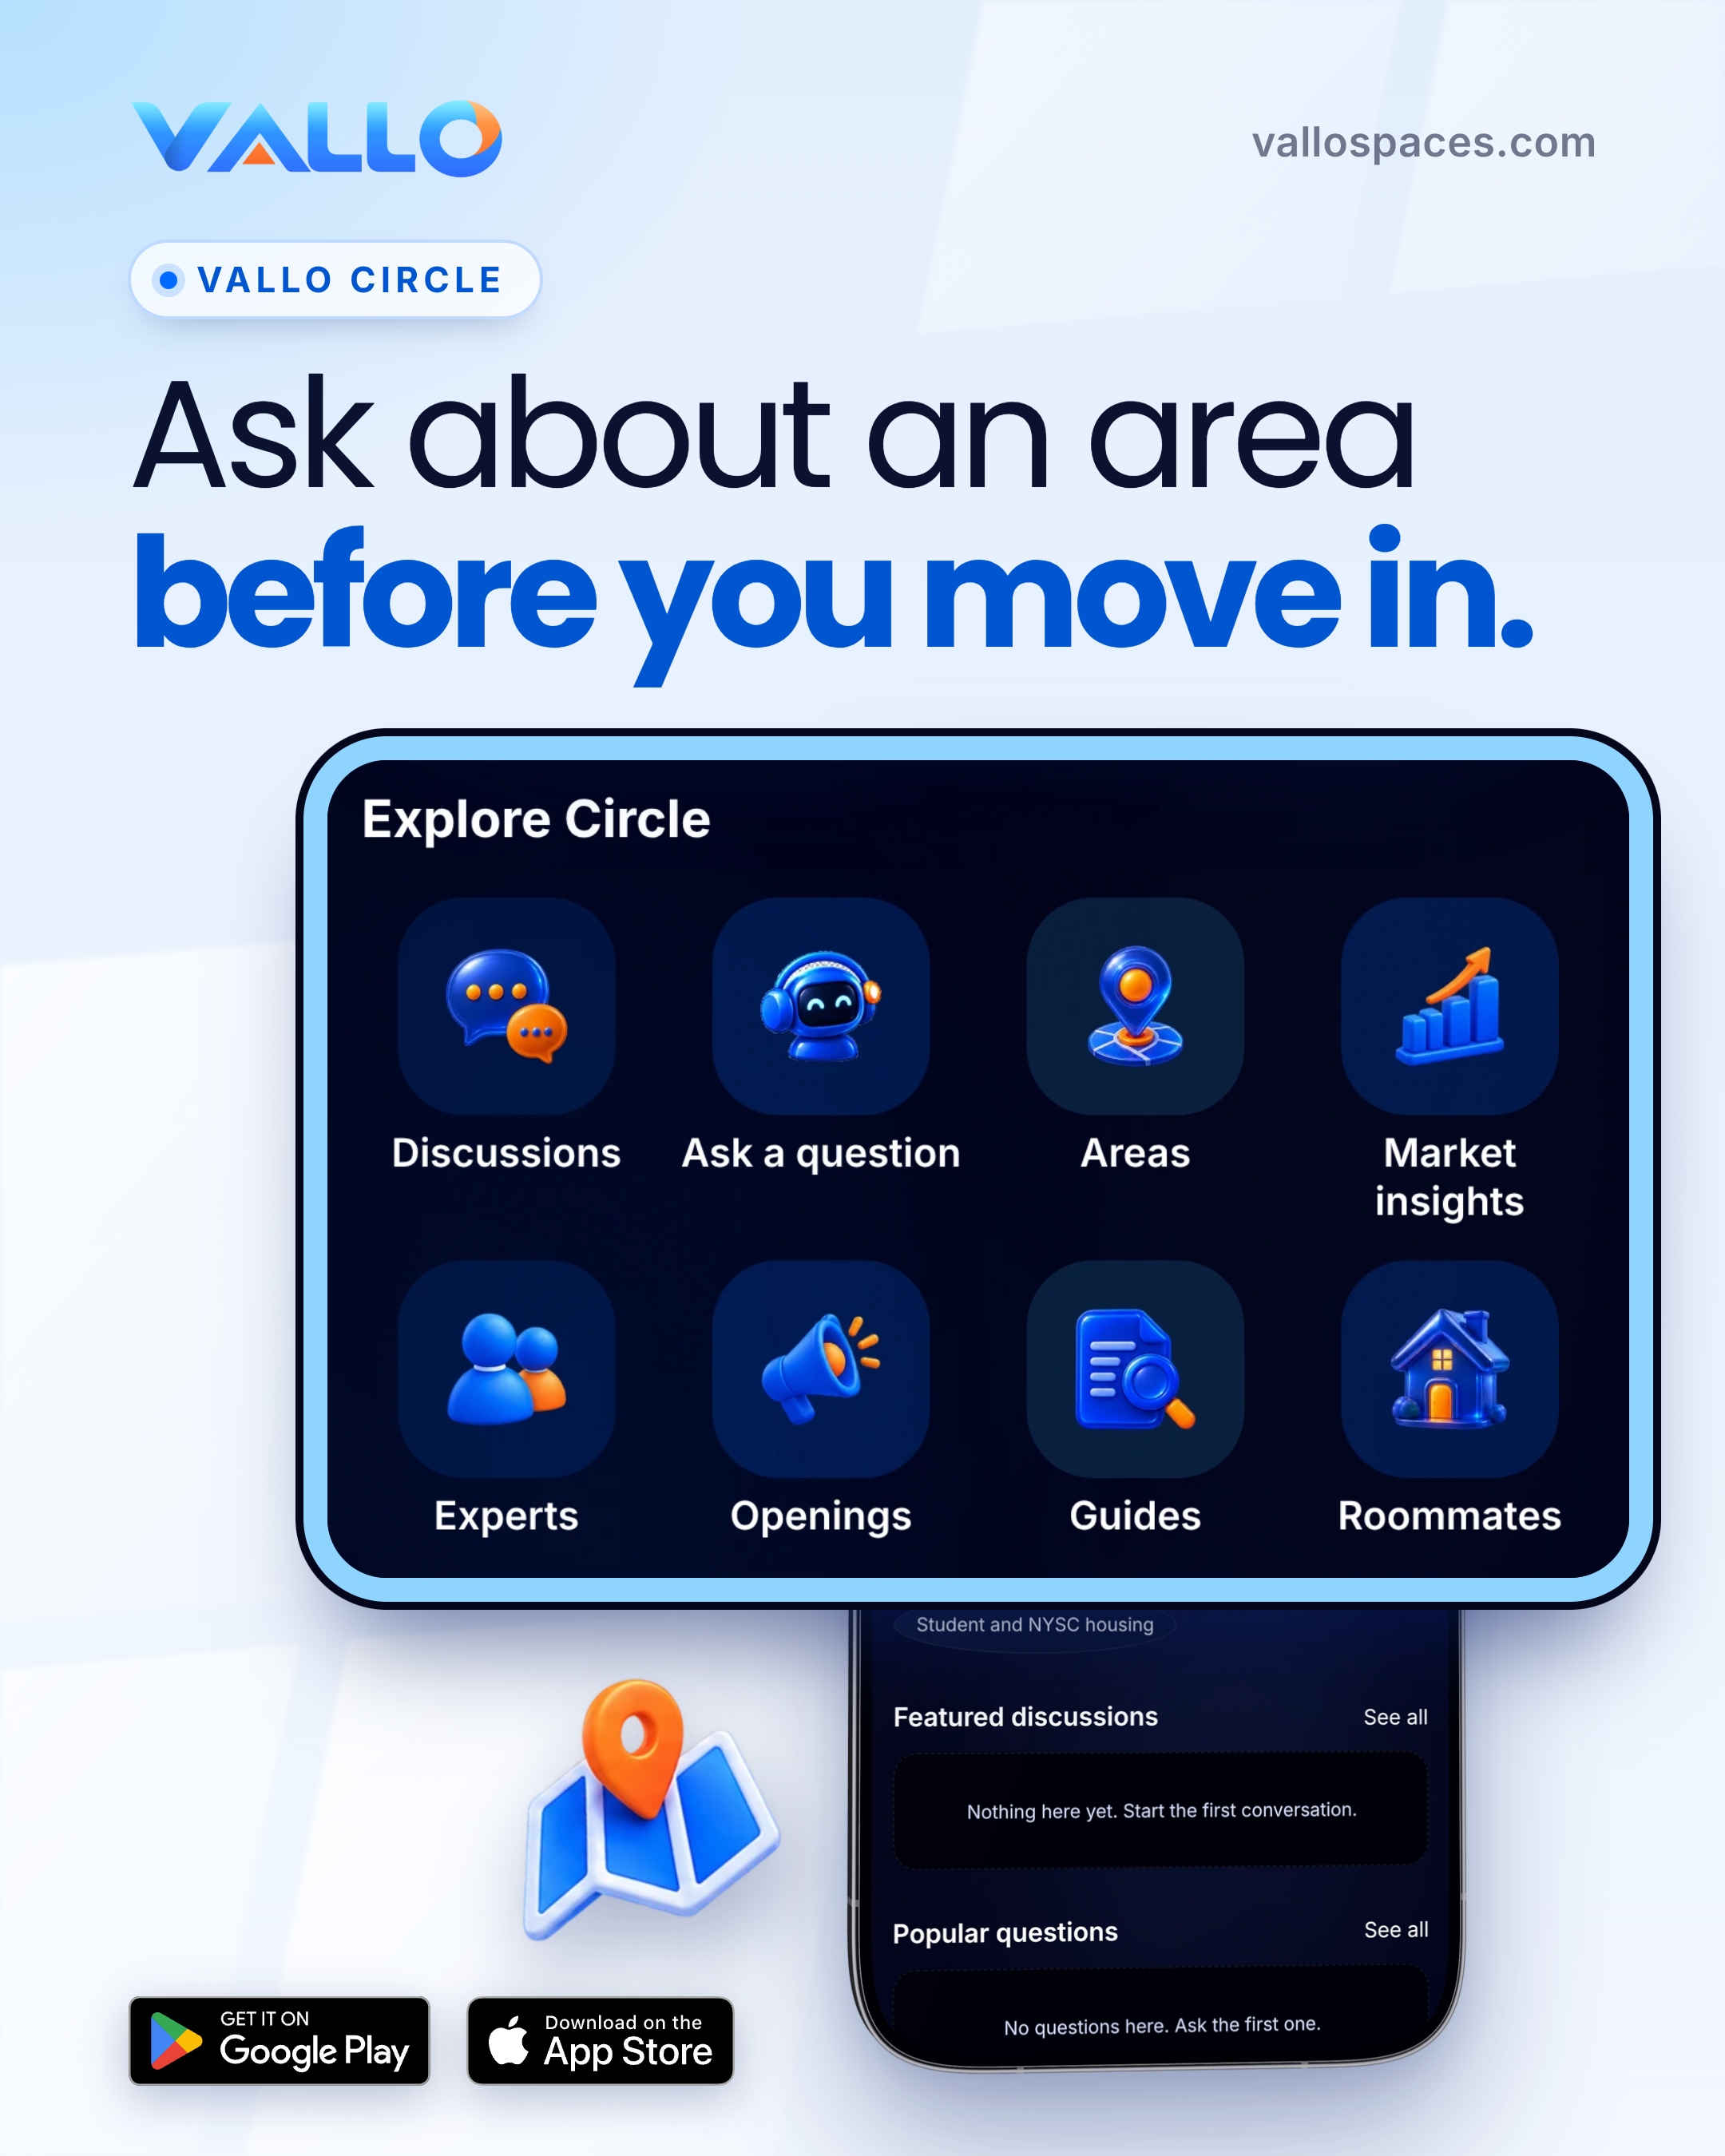 VALLO
vallospaces.com
VALLO CIRCLE
Ask about an area
before you move in.
Explore Circle
Discussions
Ask a question
Areas
Market
insights
Experts
Openings
Guides
Roommates
Student and NYSC housing
Featured discussions
See all
Nothing here yet. Start the first conversation.
Popular questions
See all
No questions here. Ask the first one.
GET IT ON
Google Play
Download on the
App Store